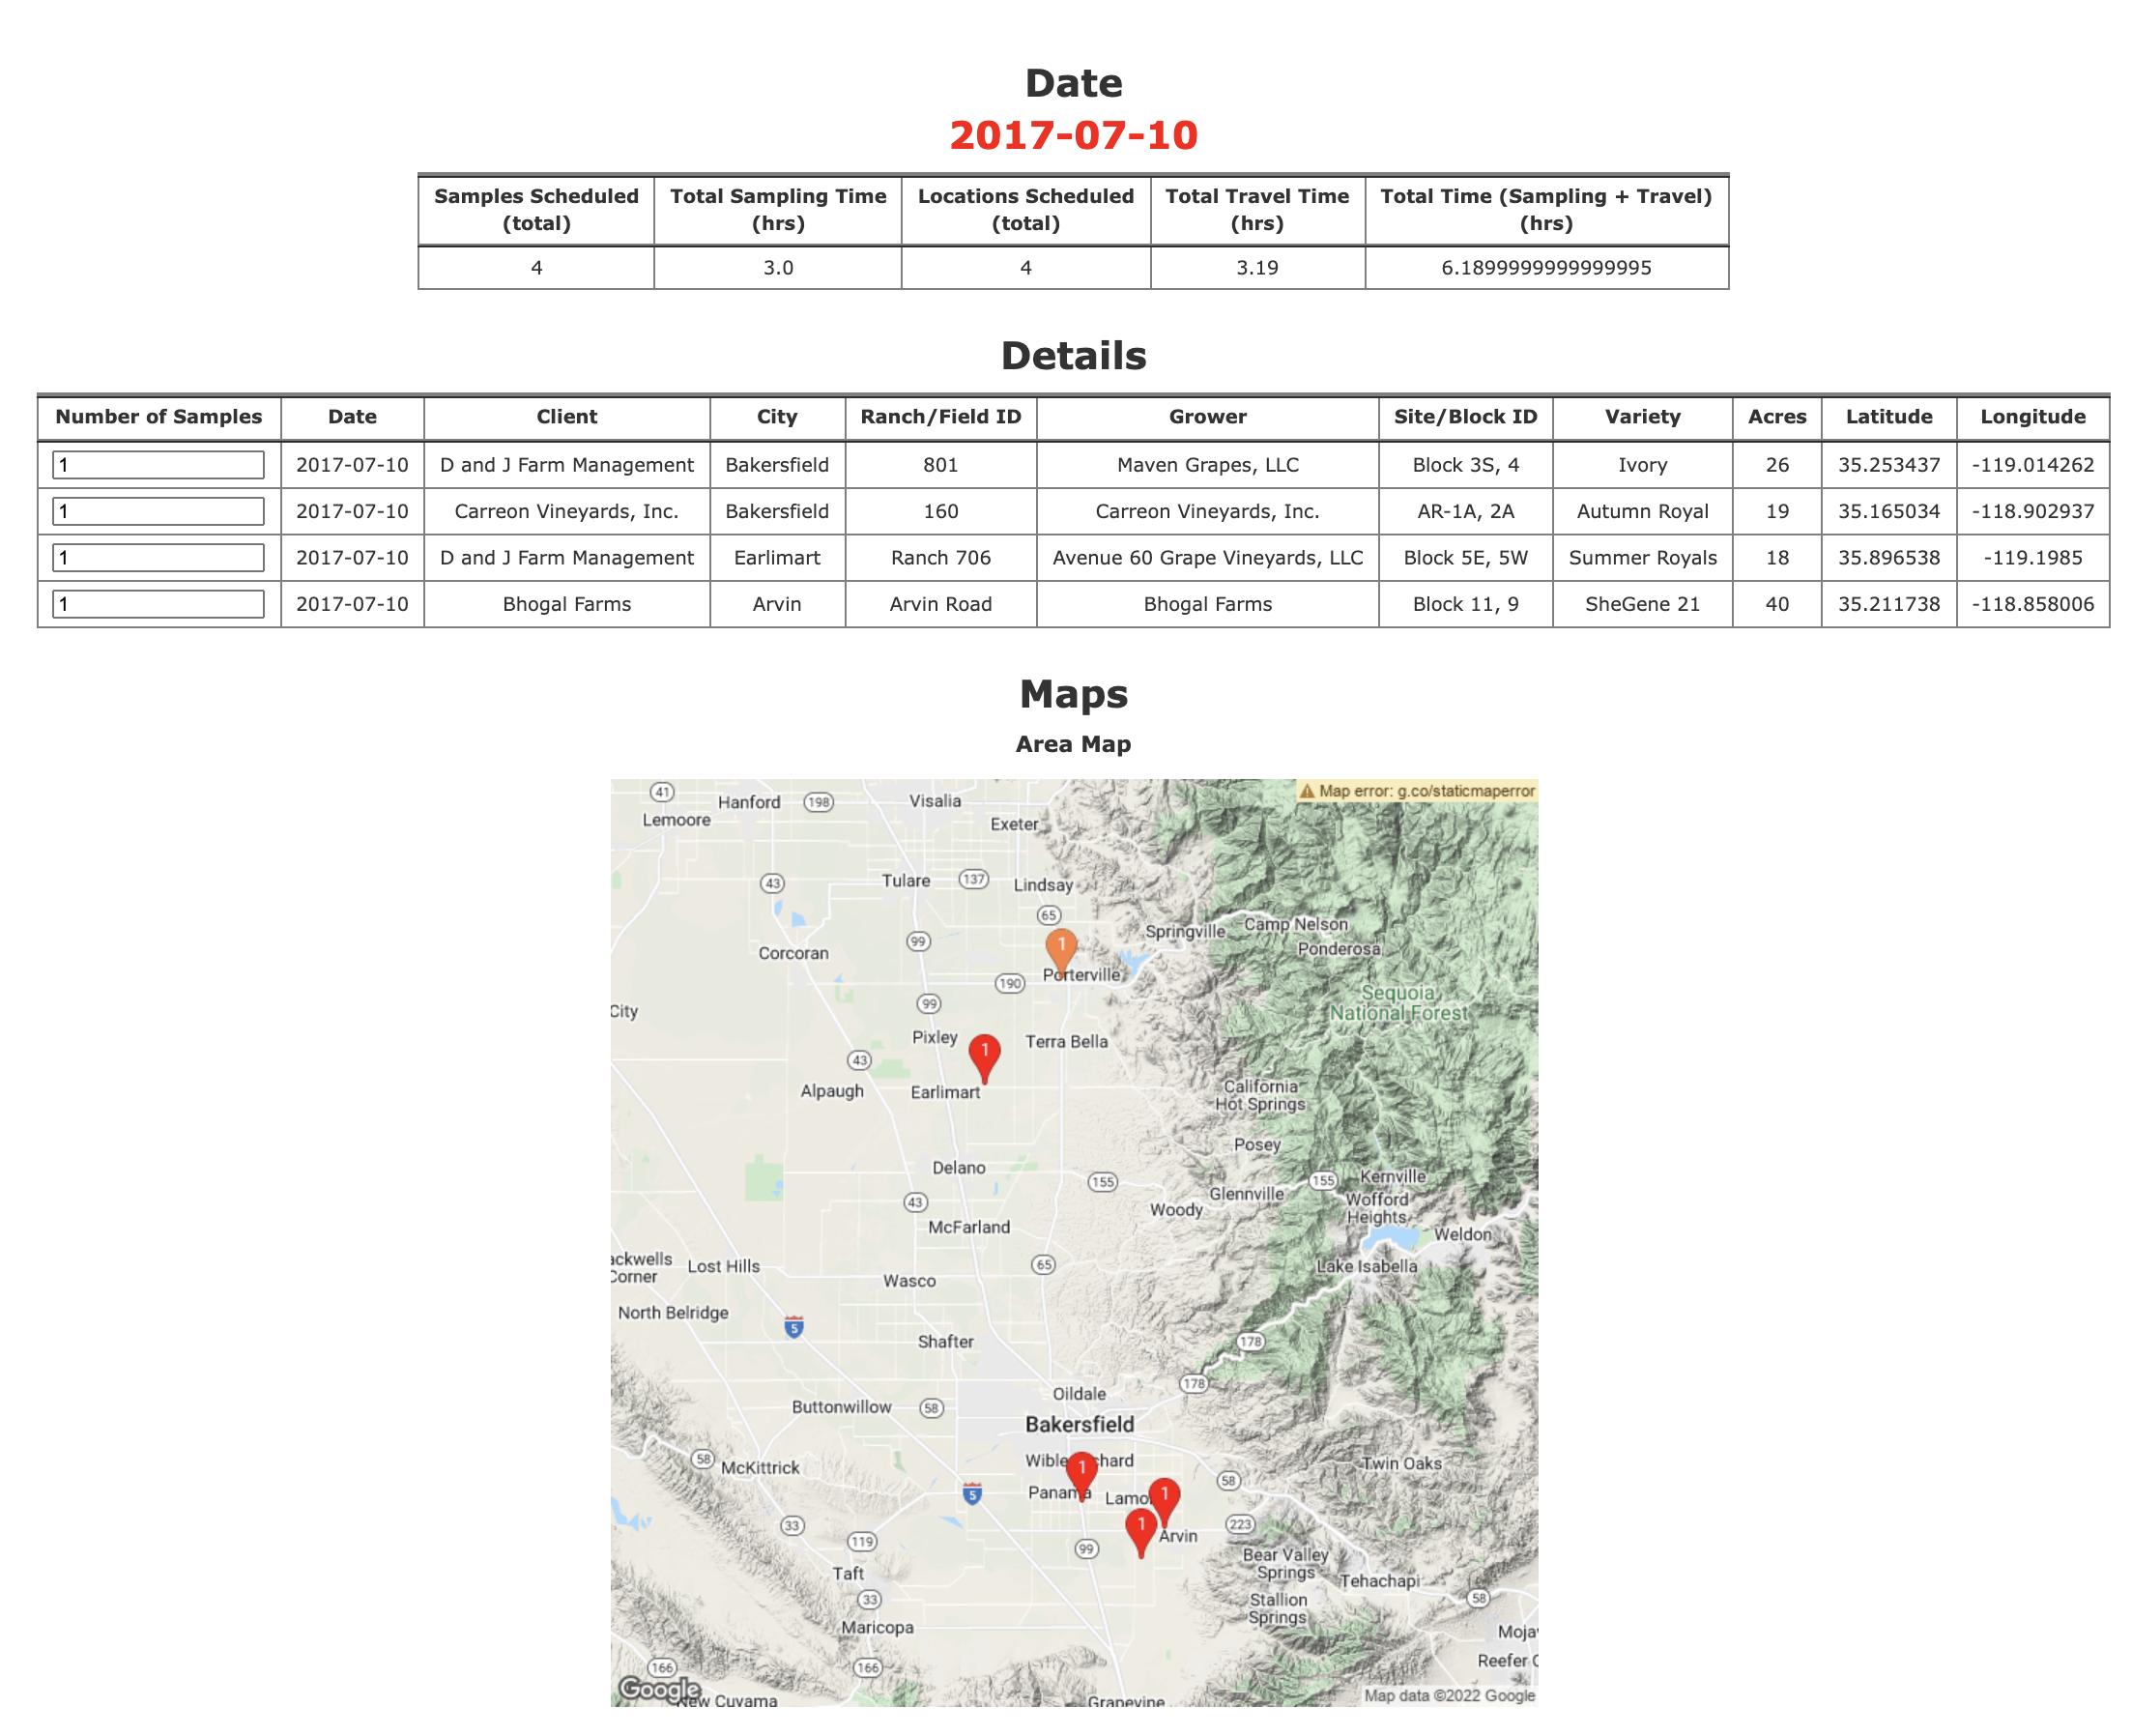 Date
2017-07-10
Samples Scheduled (total) Total Sampling Time (hrs) Locations Scheduled (total) Total Travel Time (hrs) Total Time (Sampling + Travel) (hrs)
4 3.0 4 3.19 6.1899999999999995
Details
Number of Samples Date Client City Ranch/Field ID Grower Site/Block ID Variety Acres Latitude Longitude
1 2017-07-10 D and J Farm Management Bakersfield 801 Maven Grapes, LLC Block 3S, 4 Ivory 26 35.253437 -119.014262
1 2017-07-10 Carreon Vineyards, Inc. Bakersfield 160 Carreon Vineyards, Inc. AR-1A, 2A Autumn Royal 19 35.165034 -118.902937
1 2017-07-10 D and J Farm Management Earlimart Ranch 706 Avenue 60 Grape Vineyards, LLC Block 5E, 5W Summer Royals 18 35.896538 -119.1985
1 2017-07-10 Bhogal Farms Arvin Arvin Road Bhogal Farms Block 11, 9 SheGene 21 40 35.211738 -118.858006
Maps
Area Map
41 Map error: g.co/staticmaperror
Hanford 198 Visalia
Lemoore Exeter
43 Tulare 137 Lindsay
65
Springville Camp Nelson
99 1 Ponderosa
Corcoran
Porterville
190
99 Sequoia
City National Forest
Pixley 1 Terra Bella
43
Alpaugh Earlimart California
Hot Springs
Posey
Delano
155 155 Kernville
43 Woody Glennville Wofford
Heights
McFarland Weldon
ackwells Lost Hills 65 Lake Isabella
Corner Wasco
North Belridge
5
Shafter 178
178
Oildale
Buttonwillow 58
Bakersfield
58 McKittrick 1 Twin Oaks
58
5 Panama 1
33 1 Arvin 223
119 99 Bear Valley
Springs
Taft Tehachapi
33 Stallion 58
Springs
Maricopa
166 166
Google
New Cuyama Grapevine Map data ©2022 Google